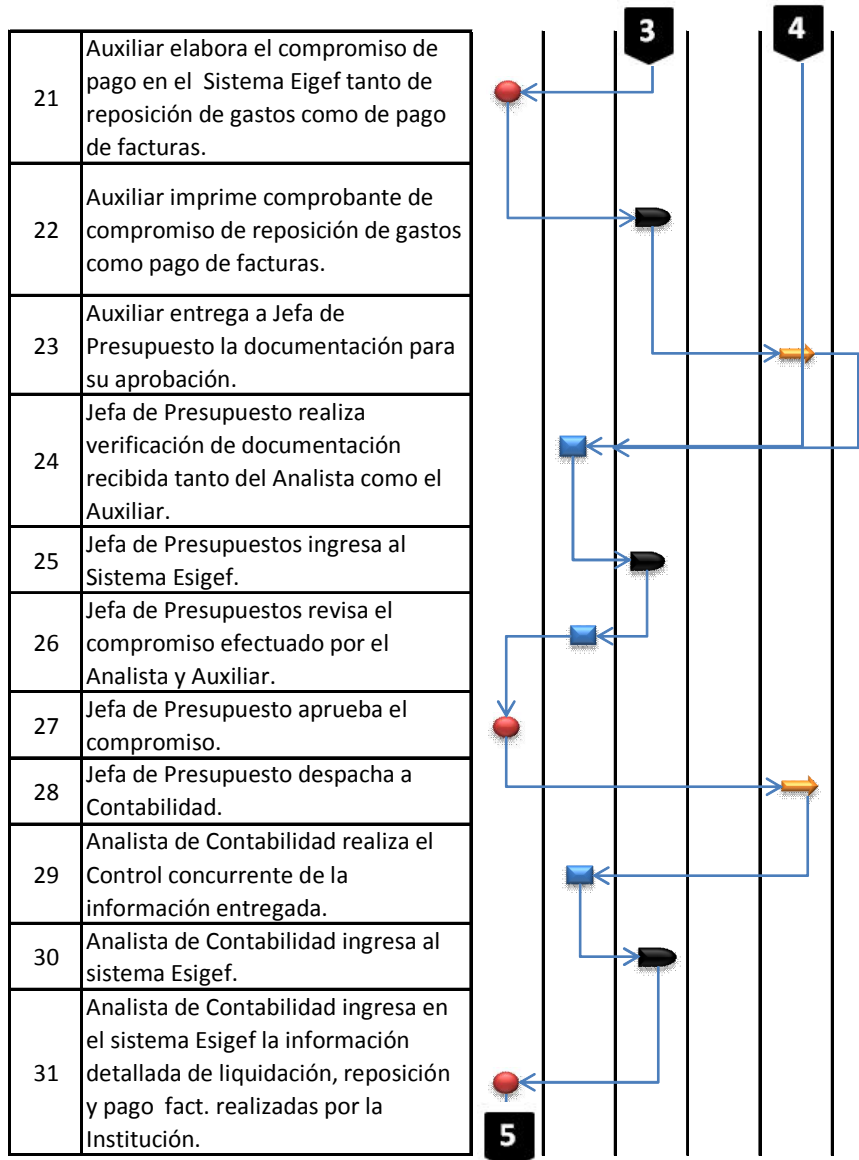 3
4
21
Auxiliar elabora el compromiso de
pago en el Sistema Eigef tanto de
reposición de gastos como de pago
de facturas.
22
Auxiliar imprime comprobante de
compromiso de reposición de gastos
como pago de facturas.
23
Auxiliar entrega a Jefa de
Presupuesto la documentación para
su aprobación.
24
Jefa de Presupuesto realiza
verificación de documentación
recibida tanto del Analista como el
Auxiliar.
25
Jefa de Presupuestos ingresa al
Sistema Esigef.
26
Jefa de Presupuestos revisa el
compromiso efectuado por el
Analista y Auxiliar.
27
Jefa de Presupuesto aprueba el
compromiso.
28
Jefa de Presupuesto despacha a
Contabilidad.
29
Analista de Contabilidad realiza el
Control concurrente de la
información entregada.
30
Analista de Contabilidad ingresa al
sistema Esigef.
31
Analista de Contabilidad ingresa en
el sistema Esigef la información
detallada de liquidación, reposición
y pago fact. realizadas por la
Institución.
5